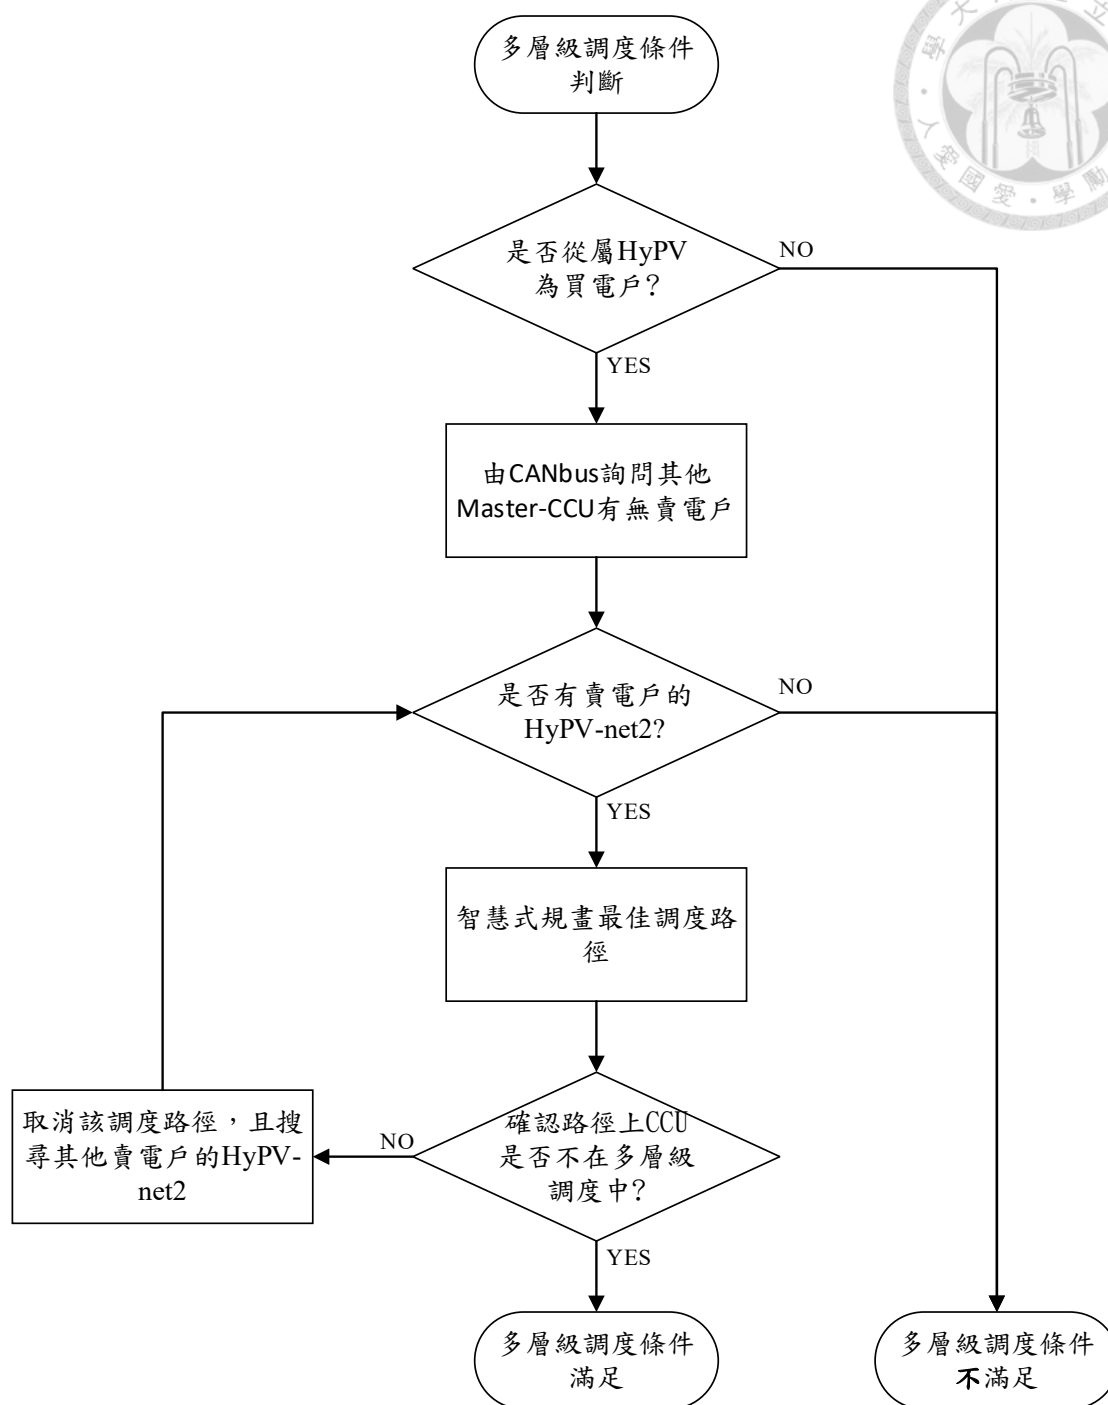 多層級調度條件
判斷
是否從屬HyPV
為買電戶?
NO
YES
由CANbus詢問其他
Master-CCU有無賣電戶
是否有賣電戶的
HyPV-net2?
NO
YES
智慧式規畫最佳調度路
徑
確認路徑上CCU
是否不在多層級
調度中?
NO
取消該調度路徑，且搜
尋其他賣電戶的HyPV-
net2
YES
多層級調度條件
滿足
多層級調度條件
不滿足
愛國愛・學勵